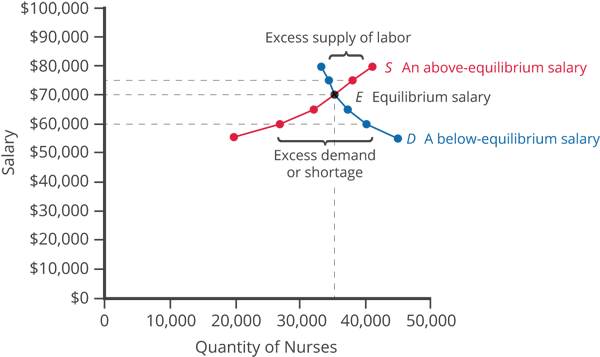 $100,000
Excess supply of labor
$90,000
$80,000
S An above-equilibrium salary
$70,000
E Equilibrium salary
$60,000
$50,000
D A below-equilibrium salary
Excess demand
or shortage
$40,000
$30,000
$20,000
$10,000
$0
Salary
0 10,000 20,000 30,000 40,000 50,000
Quantity of Nurses